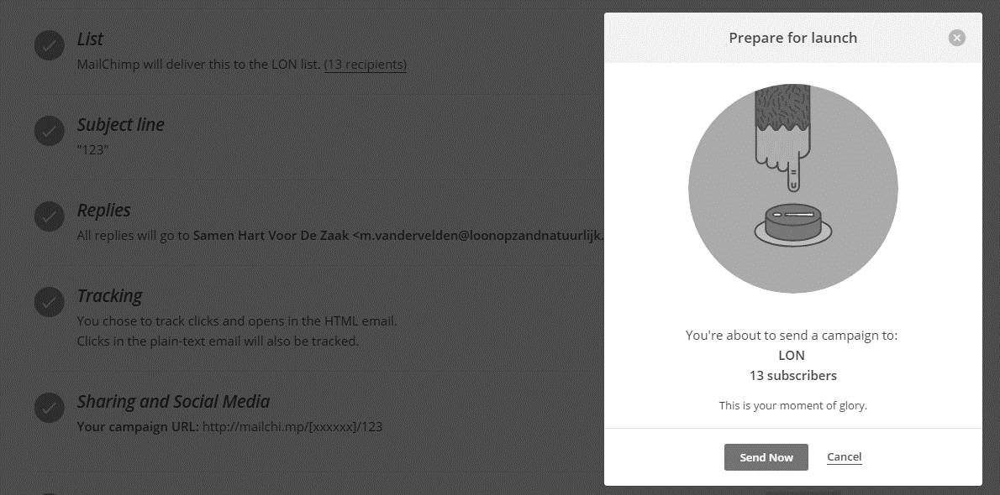 List
MailChimp will deliver this to the LON list. (13 recipients)
Subject line
"123"
Replies
All replies will go to Samen Hart Voor De Zaak <m.vandervelden@loonopzandnatuurlijk.
Tracking
You chose to track clicks and opens in the HTML email.
Clicks in the plain-text email will also be tracked.
Sharing and Social Media
Your campaign URL: http://mailchi.mp/[xxxxxx]/123
Prepare for launch
You're about to send a campaign to:
LON
13 subscribers
This is your moment of glory.
Send Now
Cancel